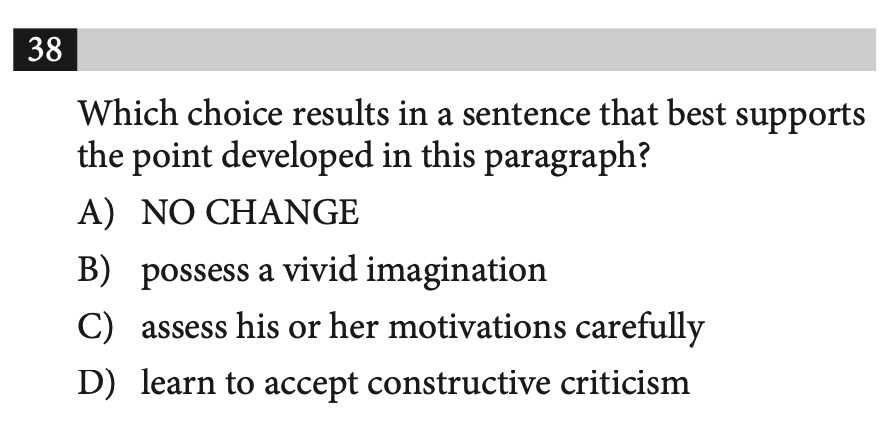 38
Which choice results in a sentence that best supports
the point developed in this paragraph?
A) NO CHANGE
B) possess a vivid imagination
C) assess his or her motivations carefully
D) learn to accept constructive criticism